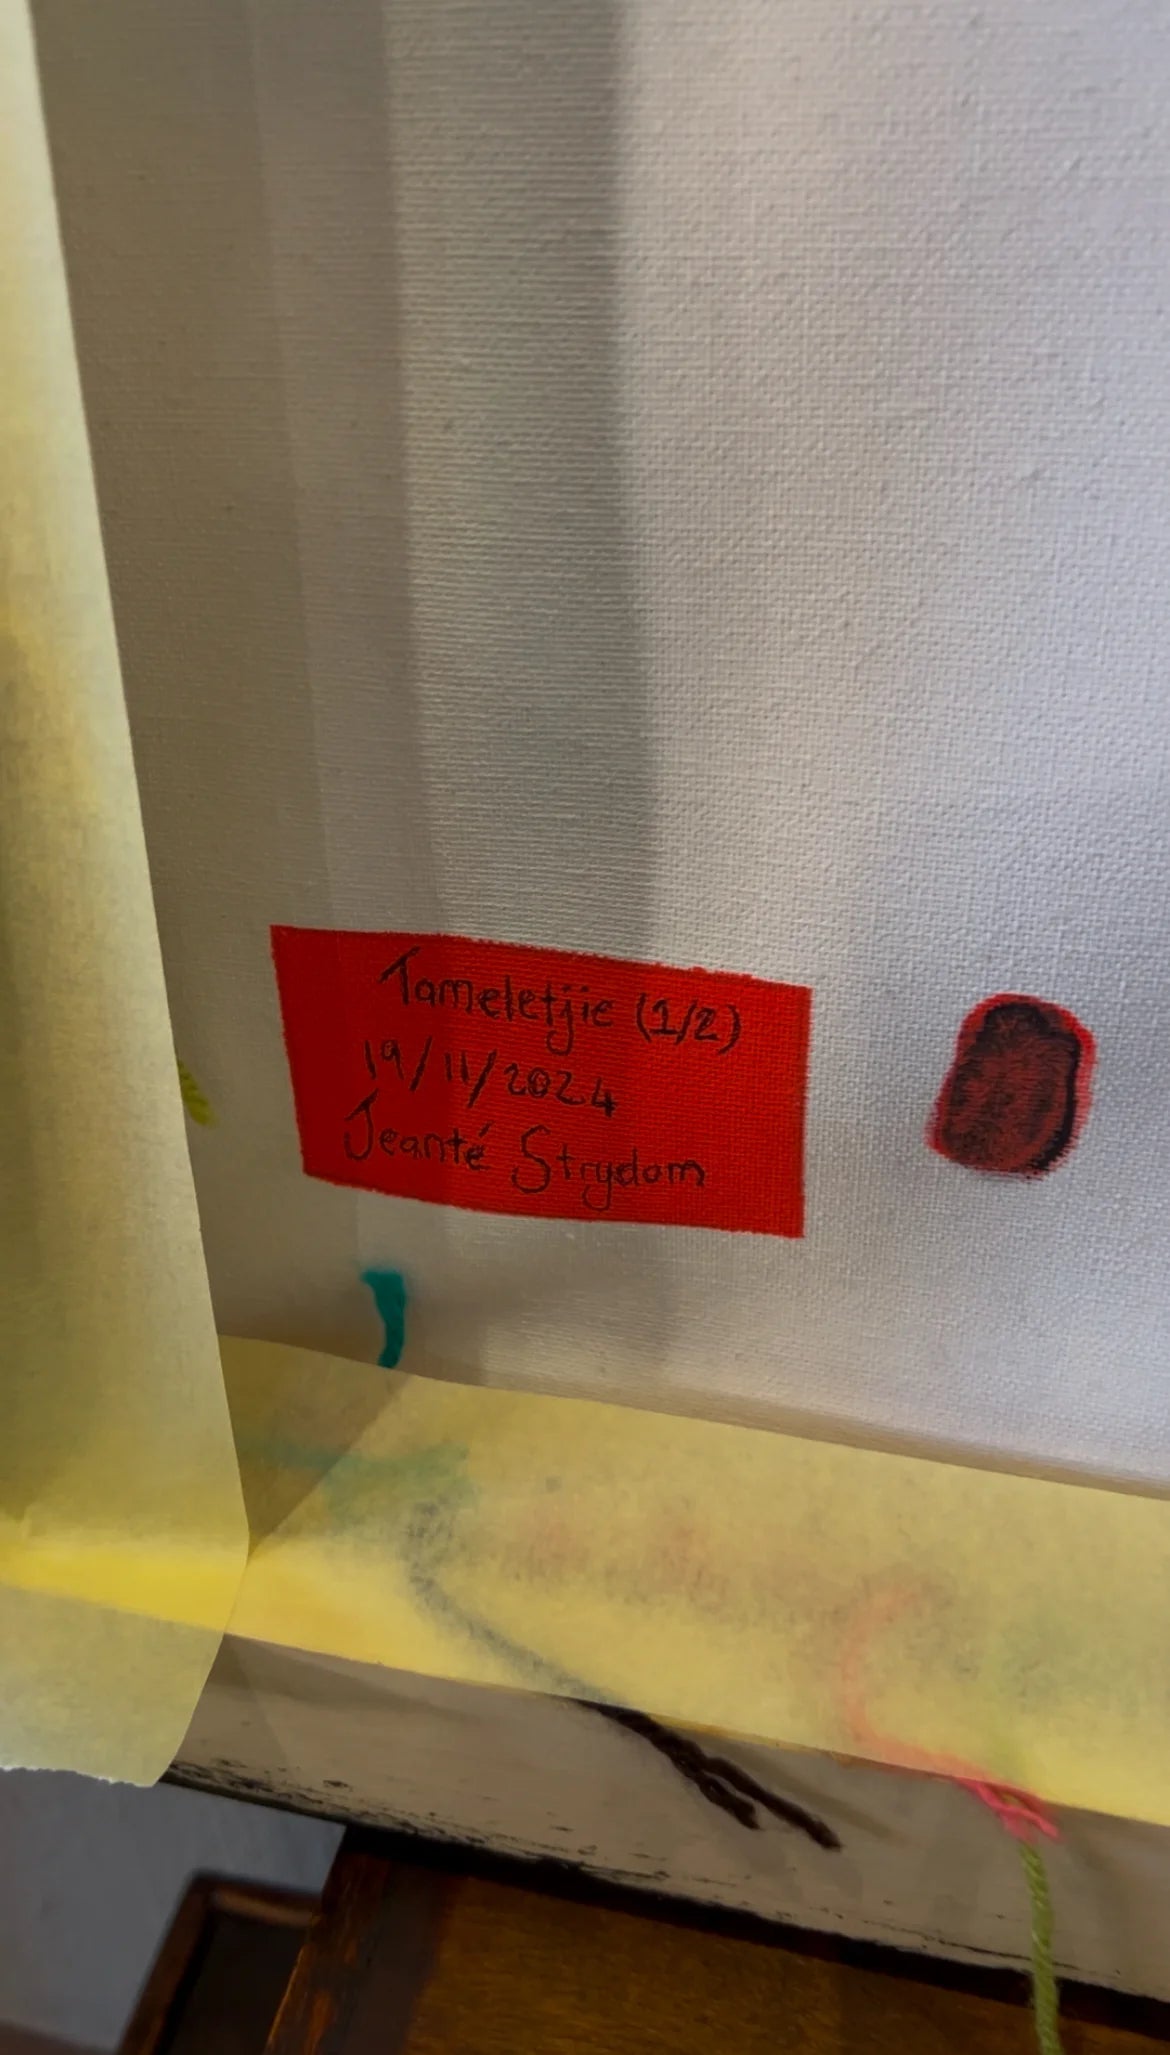 Tameletjie (1/2)
19/11/2024
Jeanté Strydom